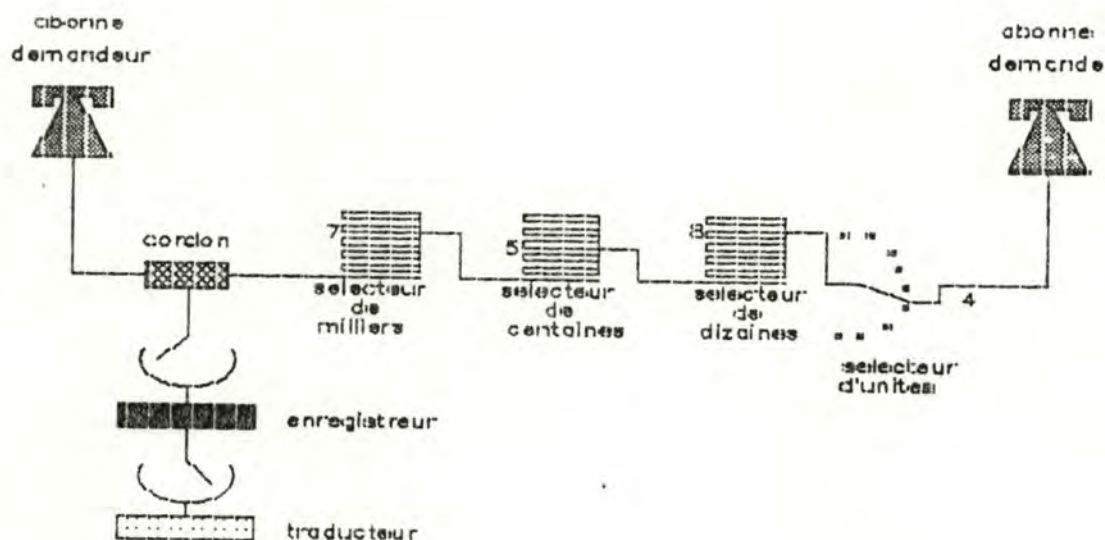 abonne
demandeur
abonne
demande
cordon
7
selecteur
de
milliers
5
selecteur
de
centaines
8
selecteur
de
dizaines
4
selecteur
d'unites
enregistreur
traducteur